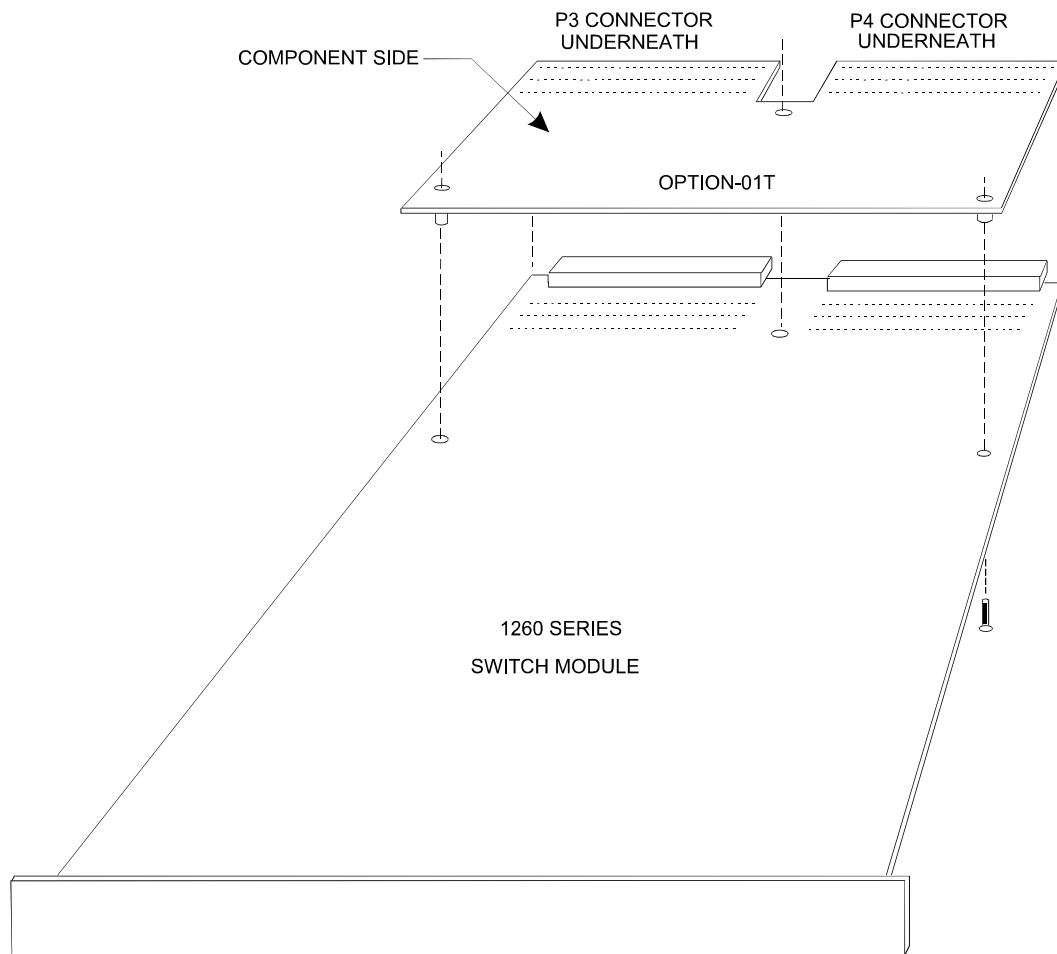 P3 CONNECTOR
UNDERNEATH
P4 CONNECTOR
UNDERNEATH
COMPONENT SIDE
OPTION-01T
1260 SERIES
SWITCH MODULE